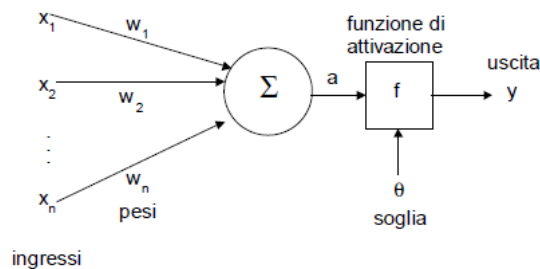 x1
w1
funzione di
attivazione
uscita
x2
w2
Σ
a
f
y
xn
wn
pesi
θ
soglia
ingressi